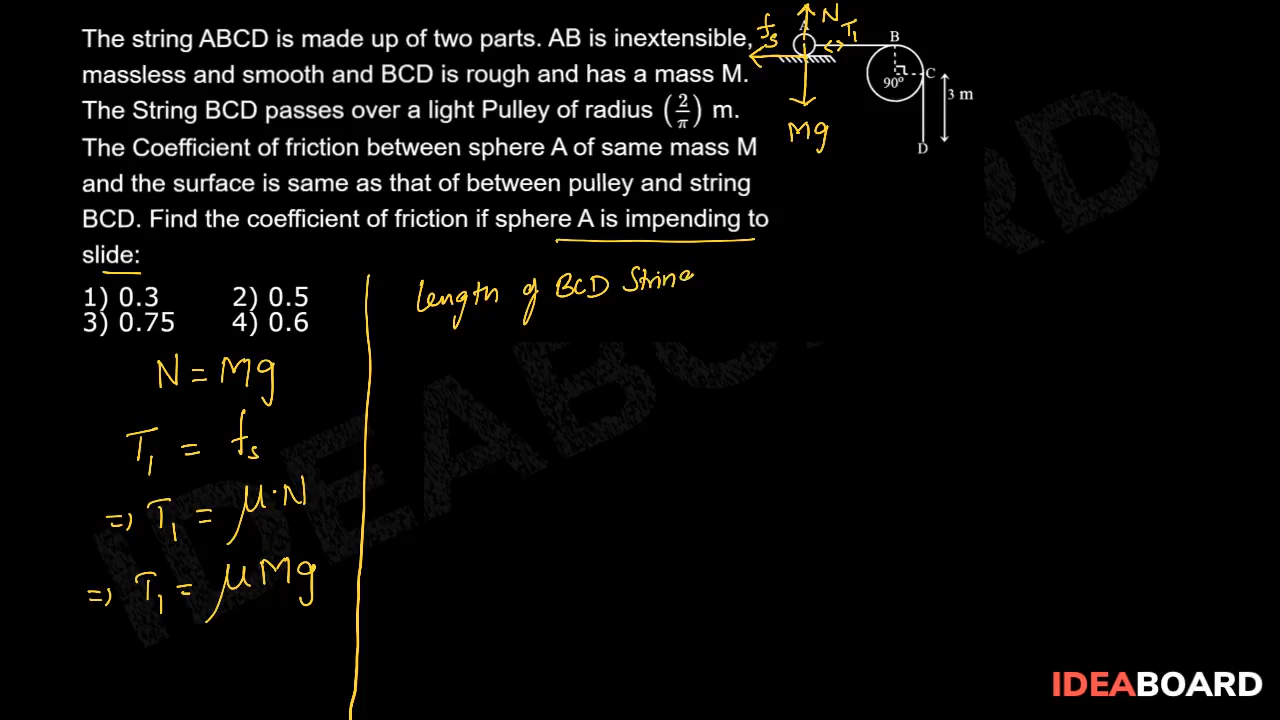 The string ABCD is made up of two parts. AB is inextensible,
massless and smooth and BCD is rough and has a mass M.
The String BCD passes over a light Pulley of radius (2/π) m.
The Coefficient of friction between sphere A of same mass M
and the surface is same as that of between pulley and string
BCD. Find the coefficient of friction if sphere A is impending to
slide:
1) 0.3 2) 0.5
3) 0.75 4) 0.6
N = Mg
T₁ = fₛ
=> T₁ = μ·N
=> T₁ = μMg
Length of BCD String
fₛ A N T₁ B
90° C
3 m
Mg
D
IDEABOARD
IDEABOARD